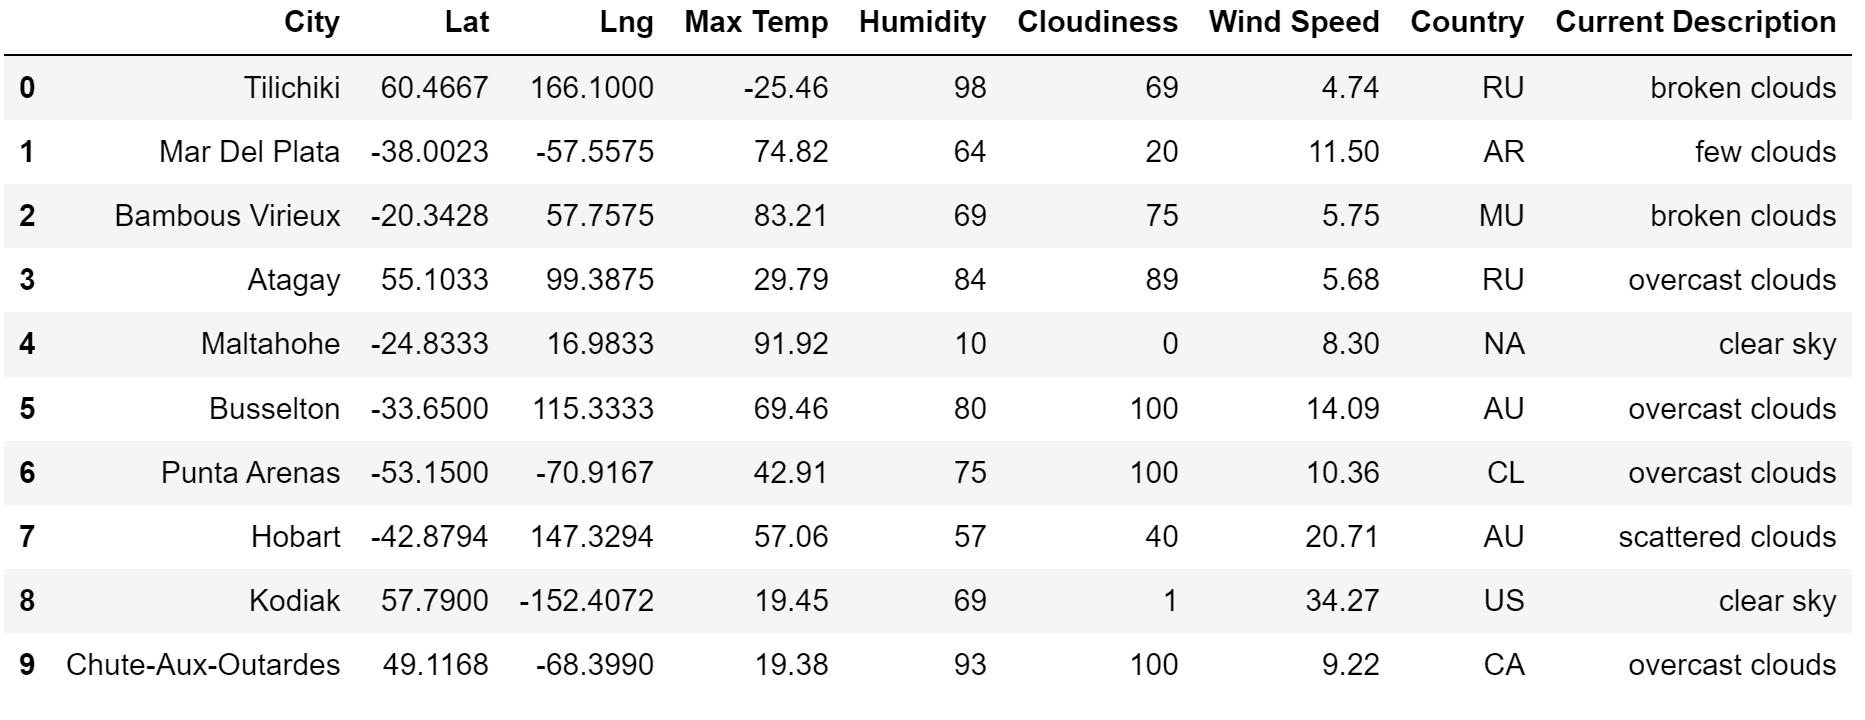 City Lat Lng Max Temp Humidity Cloudiness Wind Speed Country Current Description
0 Tilichiki 60.4667 166.1000 -25.46 98 69 4.74 RU broken clouds
1 Mar Del Plata -38.0023 -57.5575 74.82 64 20 11.50 AR few clouds
2 Bambous Virieux -20.3428 57.7575 83.21 69 75 5.75 MU broken clouds
3 Atagay 55.1033 99.3875 29.79 84 89 5.68 RU overcast clouds
4 Maltahohe -24.8333 16.9833 91.92 10 0 8.30 NA clear sky
5 Busselton -33.6500 115.3333 69.46 80 100 14.09 AU overcast clouds
6 Punta Arenas -53.1500 -70.9167 42.91 75 100 10.36 CL overcast clouds
7 Hobart -42.8794 147.3294 57.06 57 40 20.71 AU scattered clouds
8 Kodiak 57.7900 -152.4072 19.45 69 1 34.27 US clear sky
9 Chute-Aux-Outardes 49.1168 -68.3990 19.38 93 100 9.22 CA overcast clouds